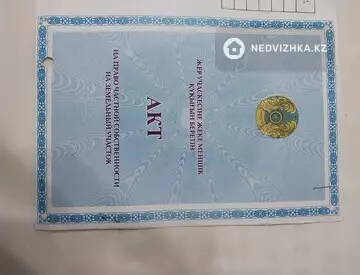 NEDVIZHKA.KZ
ЖЕР УЧАСКЕСІНЕ ЖЕКЕ МЕНШІК
ҚҰҚЫҒЫН БЕРЕТІН
АКТ
НА ПРАВО ЧАСТНОЙ СОБСТВЕННОСТИ
НА ЗЕМЕЛЬНЫЙ УЧАСТОК